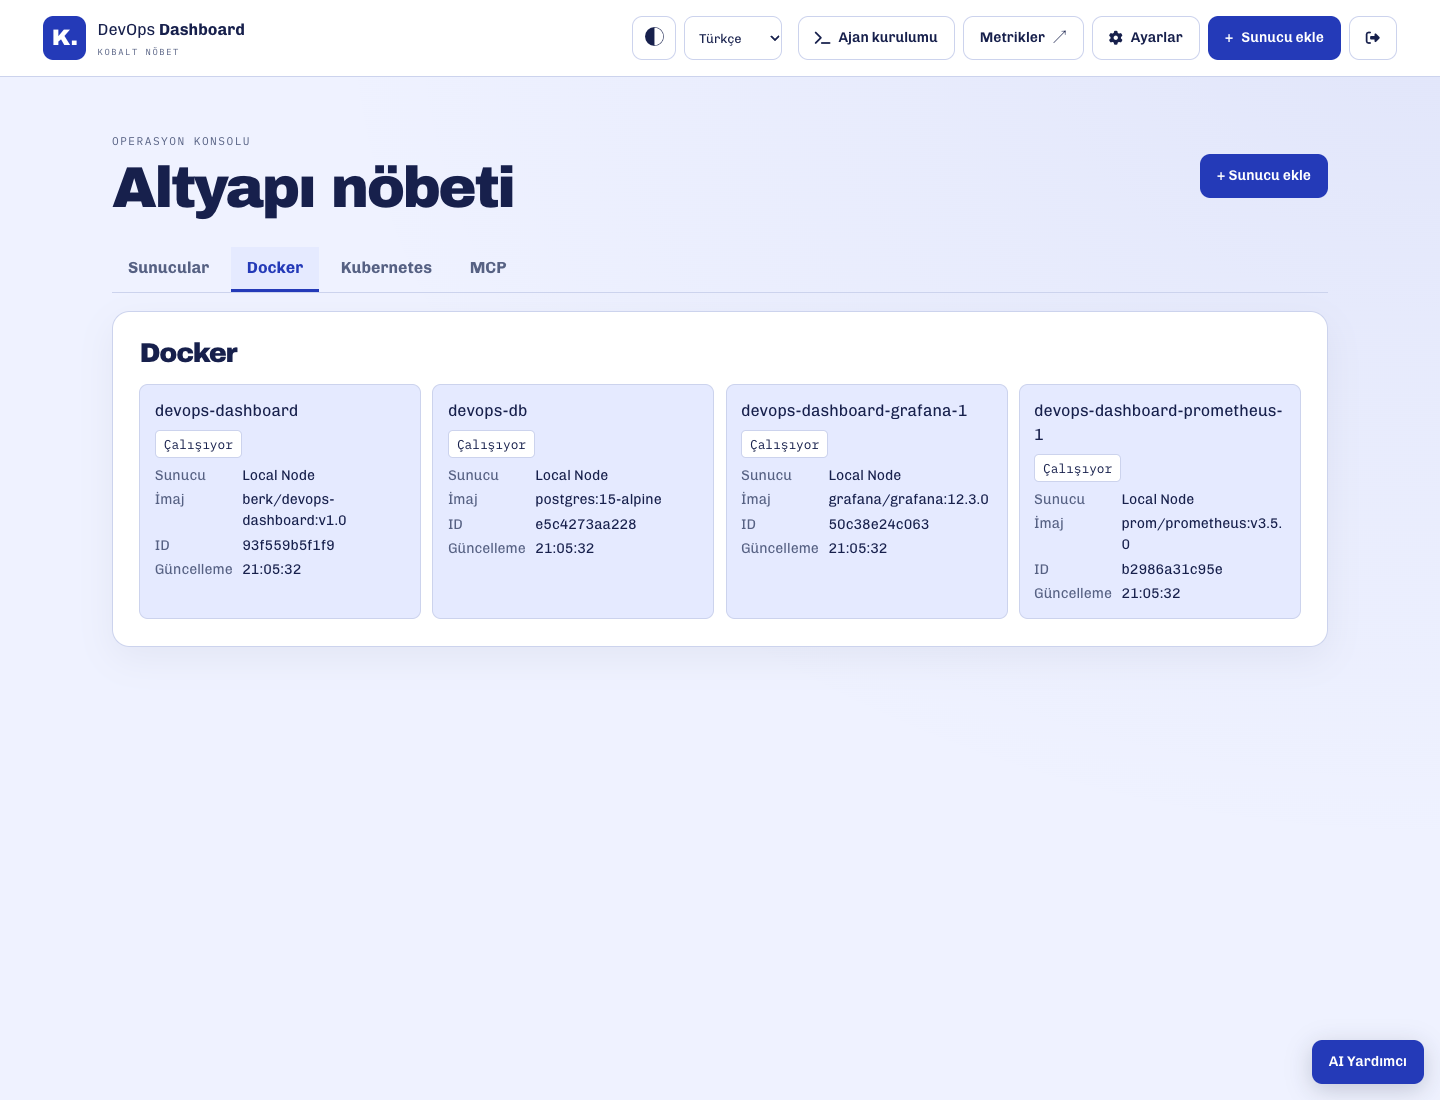 K.
DevOps Dashboard
KOBALT NÖBET
Türkçe
Ajan kurulumu
Metrikler ↗
Ayarlar
+ Sunucu ekle
OPERASYON KONSOLU
Altyapı nöbeti
+ Sunucu ekle
Sunucular
Docker
Kubernetes
MCP
Docker
devops-dashboard
Çalışıyor
Sunucu Local Node
İmaj berk/devops-
dashboard:v1.0
ID 93f559b5f1f9
Güncelleme 21:05:32
devops-db
Çalışıyor
Sunucu Local Node
İmaj postgres:15-alpine
ID e5c4273aa228
Güncelleme 21:05:32
devops-dashboard-grafana-1
Çalışıyor
Sunucu Local Node
İmaj grafana/grafana:12.3.0
ID 50c38e24c063
Güncelleme 21:05:32
devops-dashboard-prometheus-
1
Çalışıyor
Sunucu Local Node
İmaj prom/prometheus:v3.5.
0
ID b2986a31c95e
Güncelleme 21:05:32
AI Yardımcı